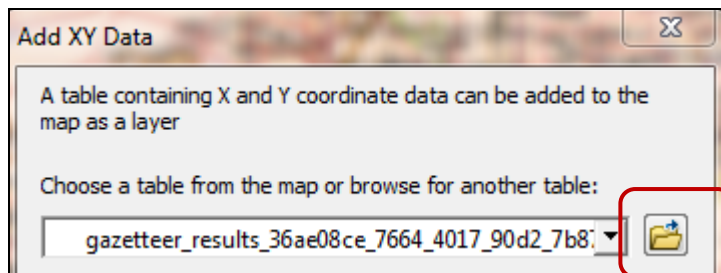 Add XY Data
A table containing X and Y coordinate data can be added to the
map as a layer
Choose a table from the map or browse for another table:
gazetteer_results_36ae08ce_7664_4017_90d2_7b87